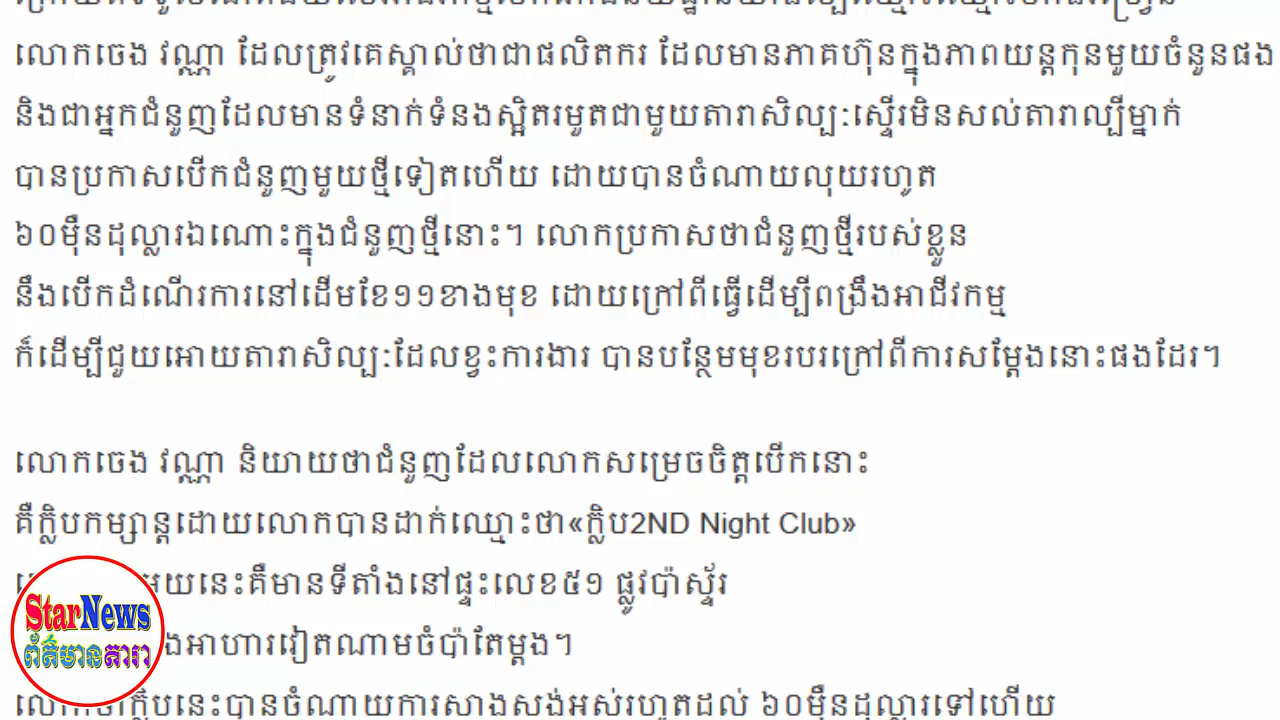 លោកចេង វណ្ណា ដែលត្រូវគេស្គាល់ថាជាផលិតករ ដែលមានភាគហ៊ុនក្នុងភាពយន្តកុនមួយចំនួនផង
និងជាអ្នកជំនួញដែលមានទំនាក់ទំនងស្អិតរមួតជាមួយតារាសិល្បៈស្ទើរមិនសល់តារាល្បីម្នាក់
បានប្រកាសបើកជំនួញមួយថ្មីទៀតហើយ ដោយបានចំណាយលុយរហូត
៦០ម៉ឺនដុល្លារឯណោះក្នុងជំនួញថ្មីនោះ។ លោកប្រកាសថាជំនួញថ្មីរបស់ខ្លួន
នឹងបើកដំណើរការនៅដើមខែ១១ខាងមុខ ដោយក្រៅពីធ្វើដើម្បីពង្រឹងអាជីវកម្ម
ក៏ដើម្បីជួយអោយតារាសិល្បៈដែលខ្វះការងារ បានបន្ថែមមុខរបរក្រៅពីការសម្តែងនោះផងដែរ។
លោកចេង វណ្ណា និយាយថាជំនួញដែលលោកសម្រេចចិត្តបើកនោះ
គឺក្លិបកម្សាន្តដោយលោកបានដាក់ឈ្មោះថា«ក្លិប2ND Night Club»
មួយនេះគឺមានទីតាំងនៅផ្ទះលេខ៥១ ផ្លូវប៉ាស្ទ័រ
អាហារវៀតណាមចំប៉ាតែម្តង។
StarNews
ព័ត៌មានតារា
លោកថាក្លិបនេះបានចំណាយការសាងសង់អស់រហូតដល់ ៦០ម៉ឺនដុល្លារទៅហើយ